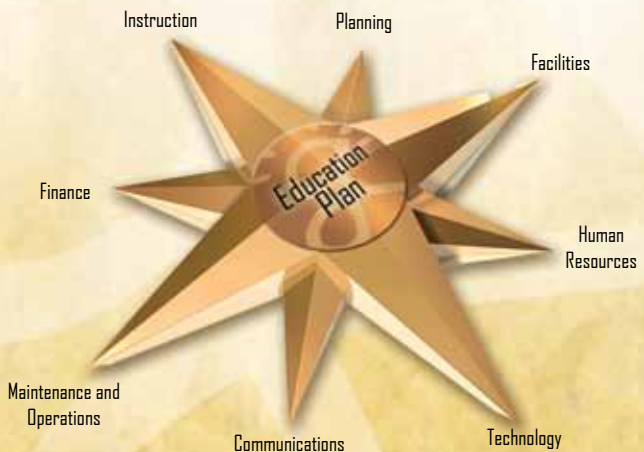 Instruction
Planning
Facilities
Education
Plan
Finance
Human
Resources
Maintenance and
Operations
Communications
Technology